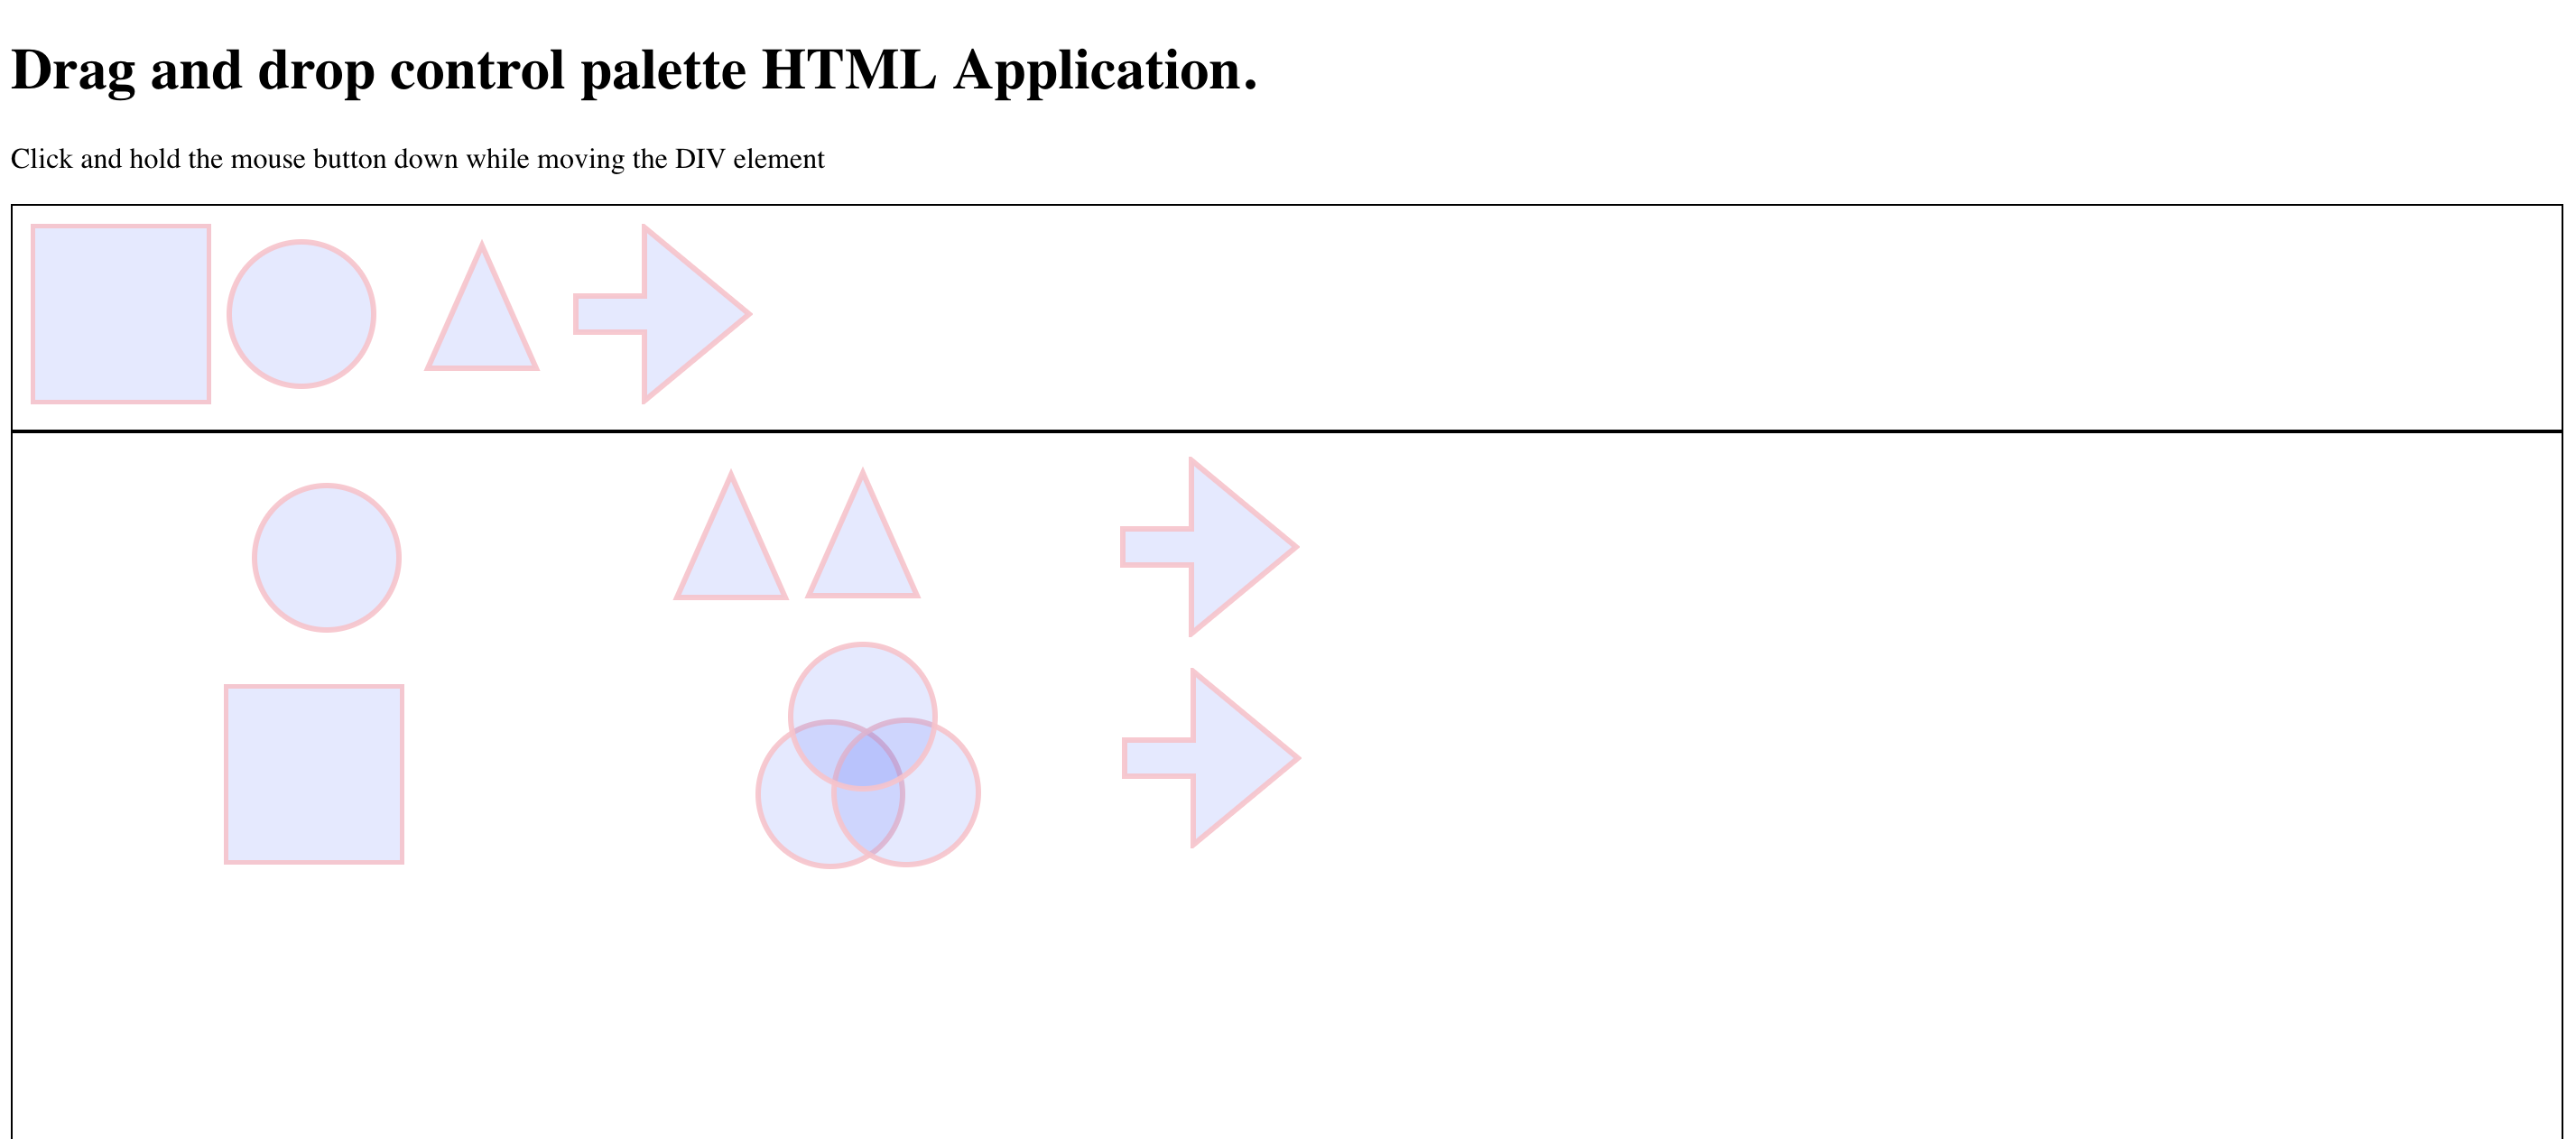 Drag and drop control palette HTML Application.
Click and hold the mouse button down while moving the DIV element